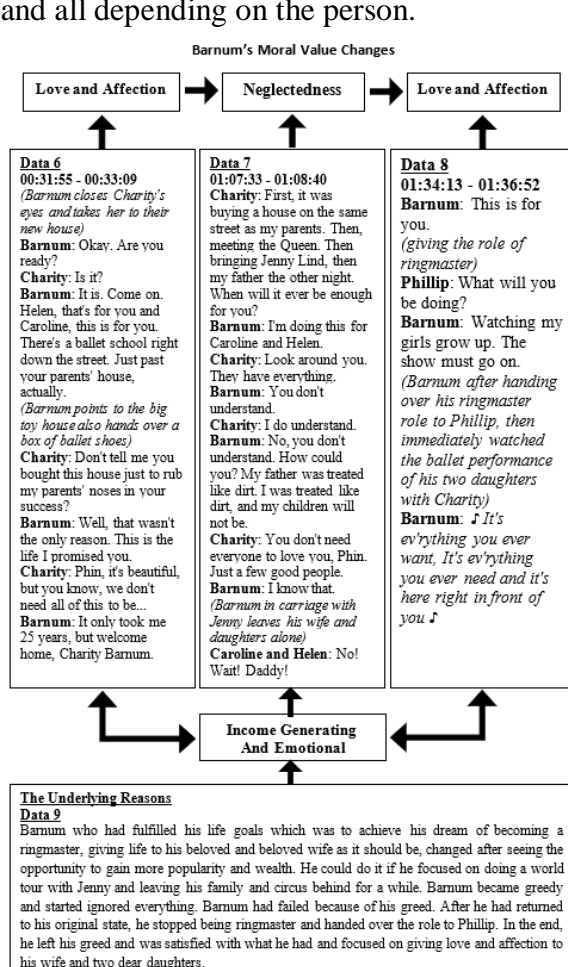 and all depending on the person.
Barnum's Moral Value Changes
Love and Affection
Neglectedness
Love and Affection
Data 6
00:31:55 - 00:33:09
(Barnum closes Charity's
eyes and takes her to their
new house)
Barnum: Okay. Are you
ready?
Charity: Is it?
Barnum: It is. Come on.
Helen, that's for you and
Caroline, this is for you.
There's a ballet school right
down the street. Just past
your parents' house,
actually.
(Barnum points to the big
toy house also hands over a
box of ballet shoes)
Charity: Don't tell me you
bought this house just to rub
my parents' noses in your
success?
Barnum: Well, that wasn't
the only reason. This is the
life I promised you.
Charity: Phin, it's beautiful,
but you know, we don't
need all of this to be...
Barnum: It only took me
25 years, but welcome
home, Charity Barnum.
Data 7
01:07:33 - 01:08:40
Charity: First, it was
buying a house on the same
street as my parents. Then,
meeting the Queen. Then
bringing Jenny Lind, then
my father the other night.
When will it ever be enough
for you?
Barnum: I'm doing this for
Caroline and Helen.
Charity: Look around you.
They have everything.
Barnum: You don't
understand.
Charity: I do understand.
Barnum: No, you don't
understand. How could
you? My father was treated
like dirt. I was treated like
dirt, and my children will
not be.
Charity: You don't need
everyone to love you, Phin.
Just a few good people.
Barnum: I know that.
(Barnum in carriage with
Jenny leaves his wife and
daughters alone)
Caroline and Helen: No!
Wait! Daddy!
Data 8
01:34:13 - 01:36:52
Barnum: This is for
you.
(giving the role of
ringmaster)
Phillip: What will you
be doing?
Barnum: Watching my
girls grow up. The
show must go on.
(Barnum after handing
over his ringmaster
role to Phillip, then
immediately watched
the ballet performance
of his two daughters
with Charity)
Barnum: ♪ It's
ev'rything you ever
want, It's ev'rything
you ever need and it's
here right in front of
you ♪
Income Generating
And Emotional
The Underlying Reasons
Data 9
Barnum who had fulfilled his life goals which was to achieve his dream of becoming a
ringmaster, giving life to his beloved and beloved wife as it should be, changed after seeing the
opportunity to gain more popularity and wealth. He could do it if he focused on doing a world
tour with Jenny and leaving his family and circus behind for a while. Barnum became greedy
and started ignored everything. Barnum had failed because of his greed. After he had returned
to his original state, he stopped being ringmaster and handed over the role to Phillip. In the end,
he left his greed and was satisfied with what he had and focused on giving love and affection to
his wife and two dear daughters.